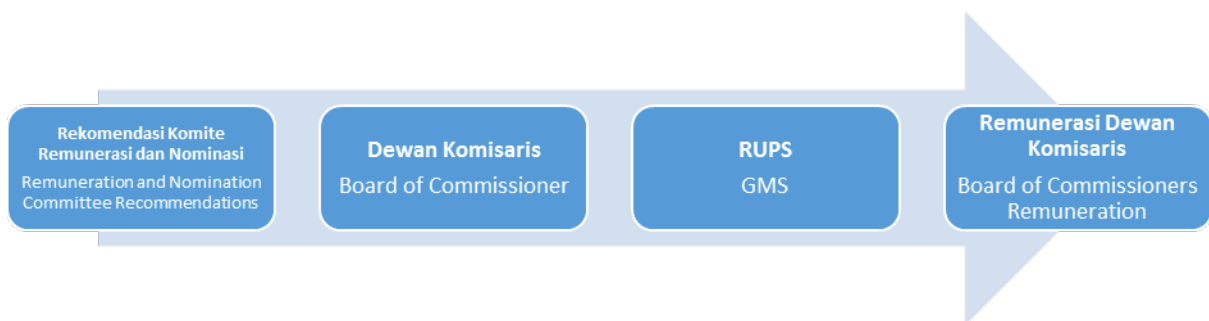 Rekomendasi Komite
Remunerasi dan Nominasi
Remuneration and Nomination
Committee Recommendations
Dewan Komisaris
Board of Commissioner
RUPS
GMS
Remunerasi Dewan
Komisaris
Board of Commissioners
Remuneration